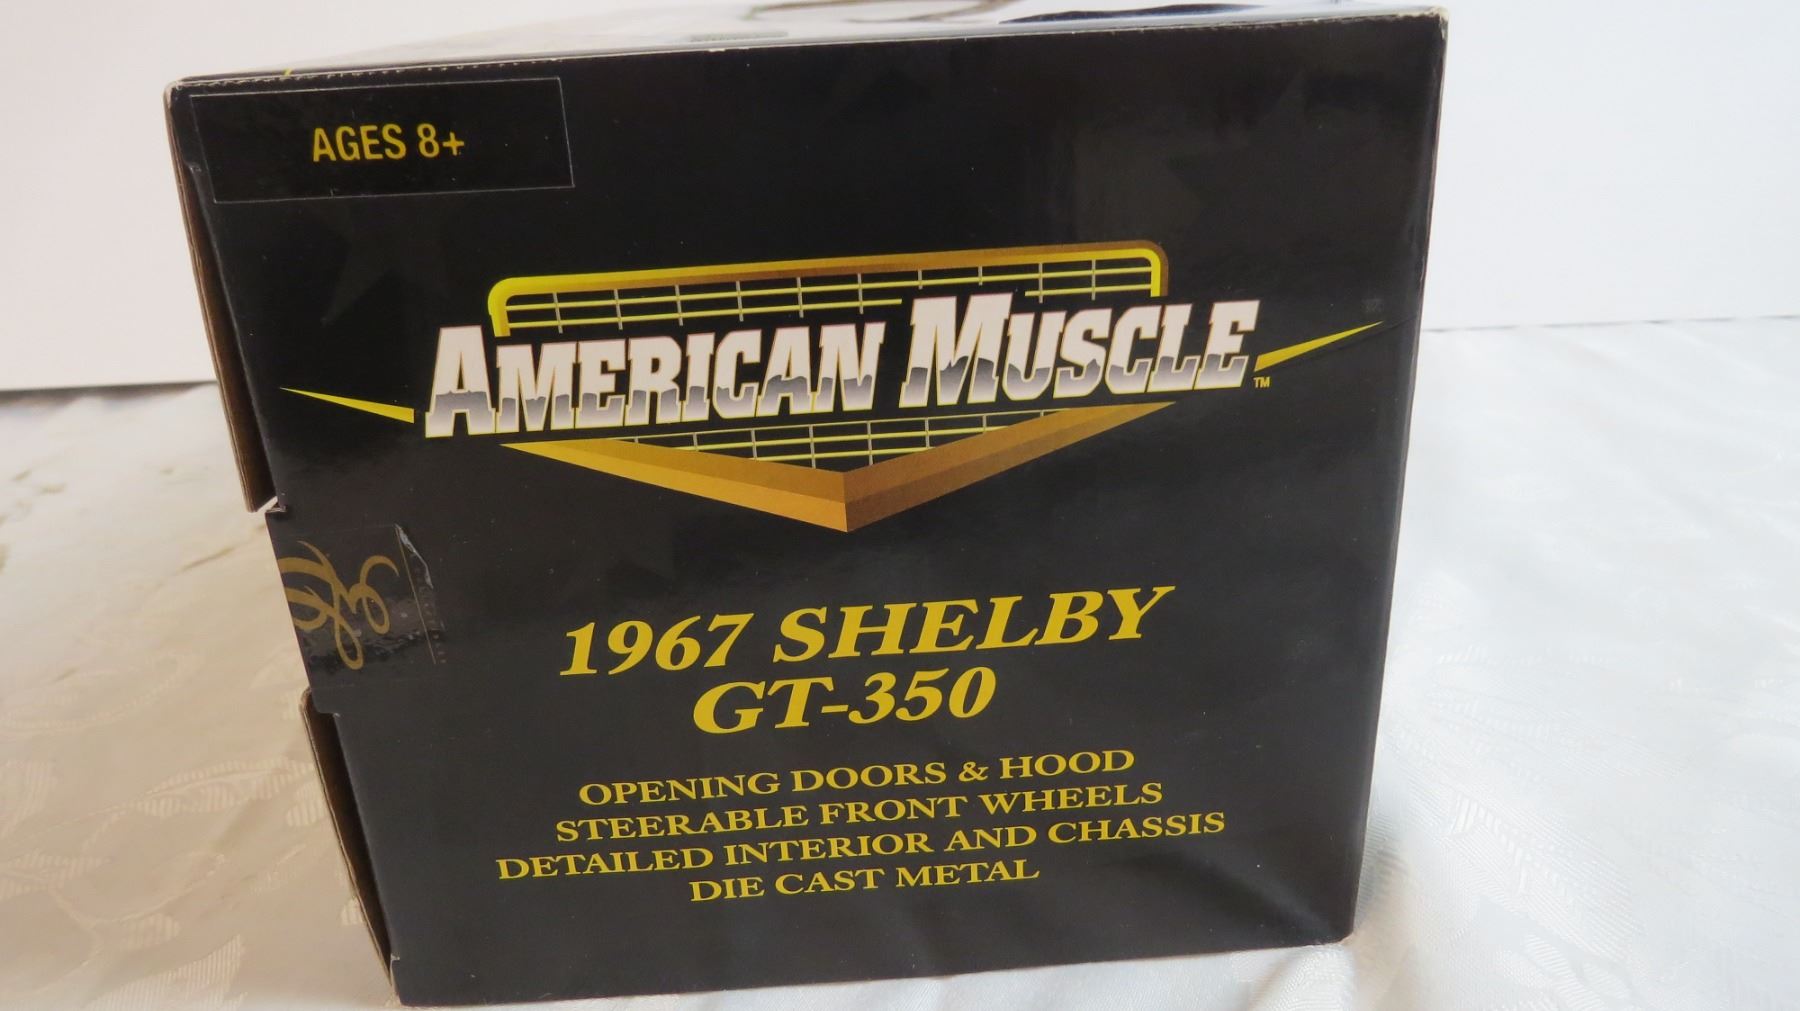 AGES 8+
AMERICAN MUSCLE™
1967 SHELBY
GT-350
OPENING DOORS & HOOD
STEERABLE FRONT WHEELS
DETAILED INTERIOR AND CHASSIS
DIE CAST METAL